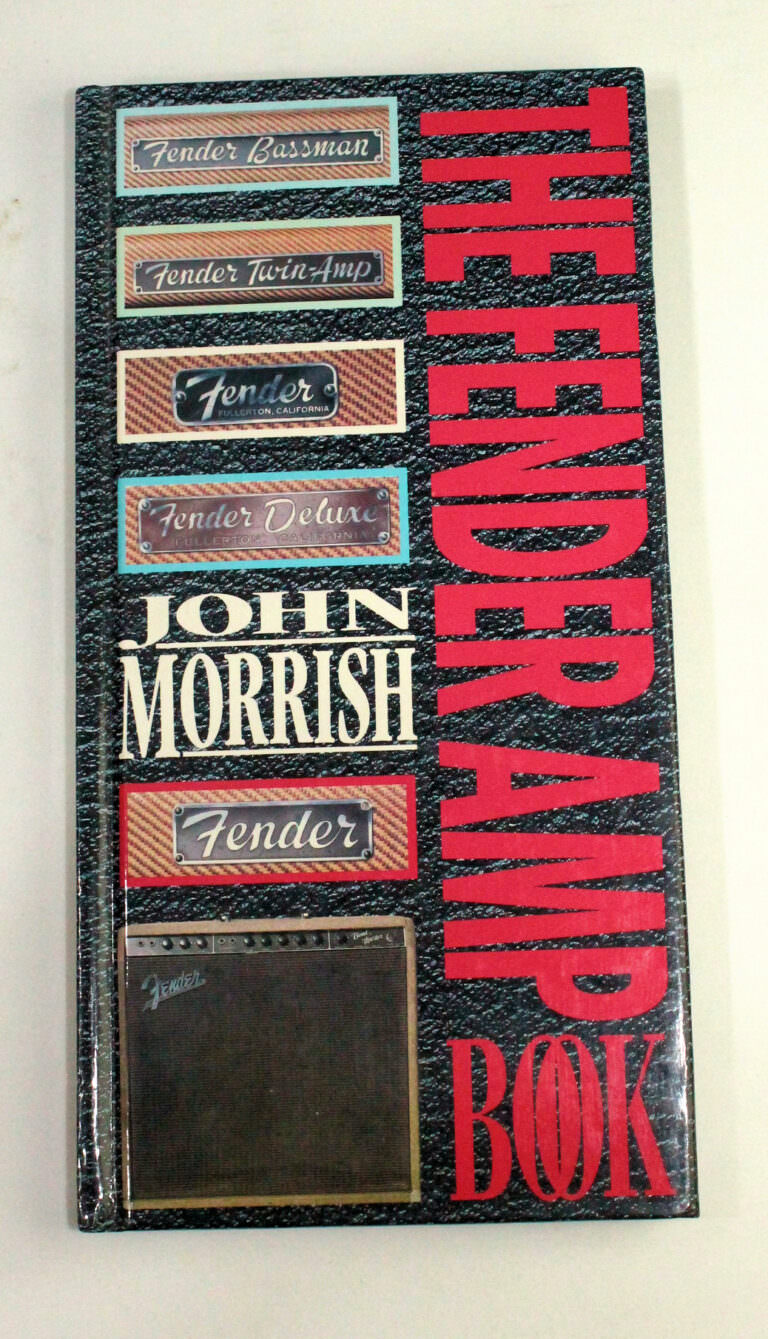 Fender Bassman
Fender Twin-Amp
Fender
FULLERTON, CALIFORNIA
Fender Deluxe
FULLERTON, CALIFORNIA
JOHN
MORRISH
Fender
Fender
THE FENDER AMP
BOOK